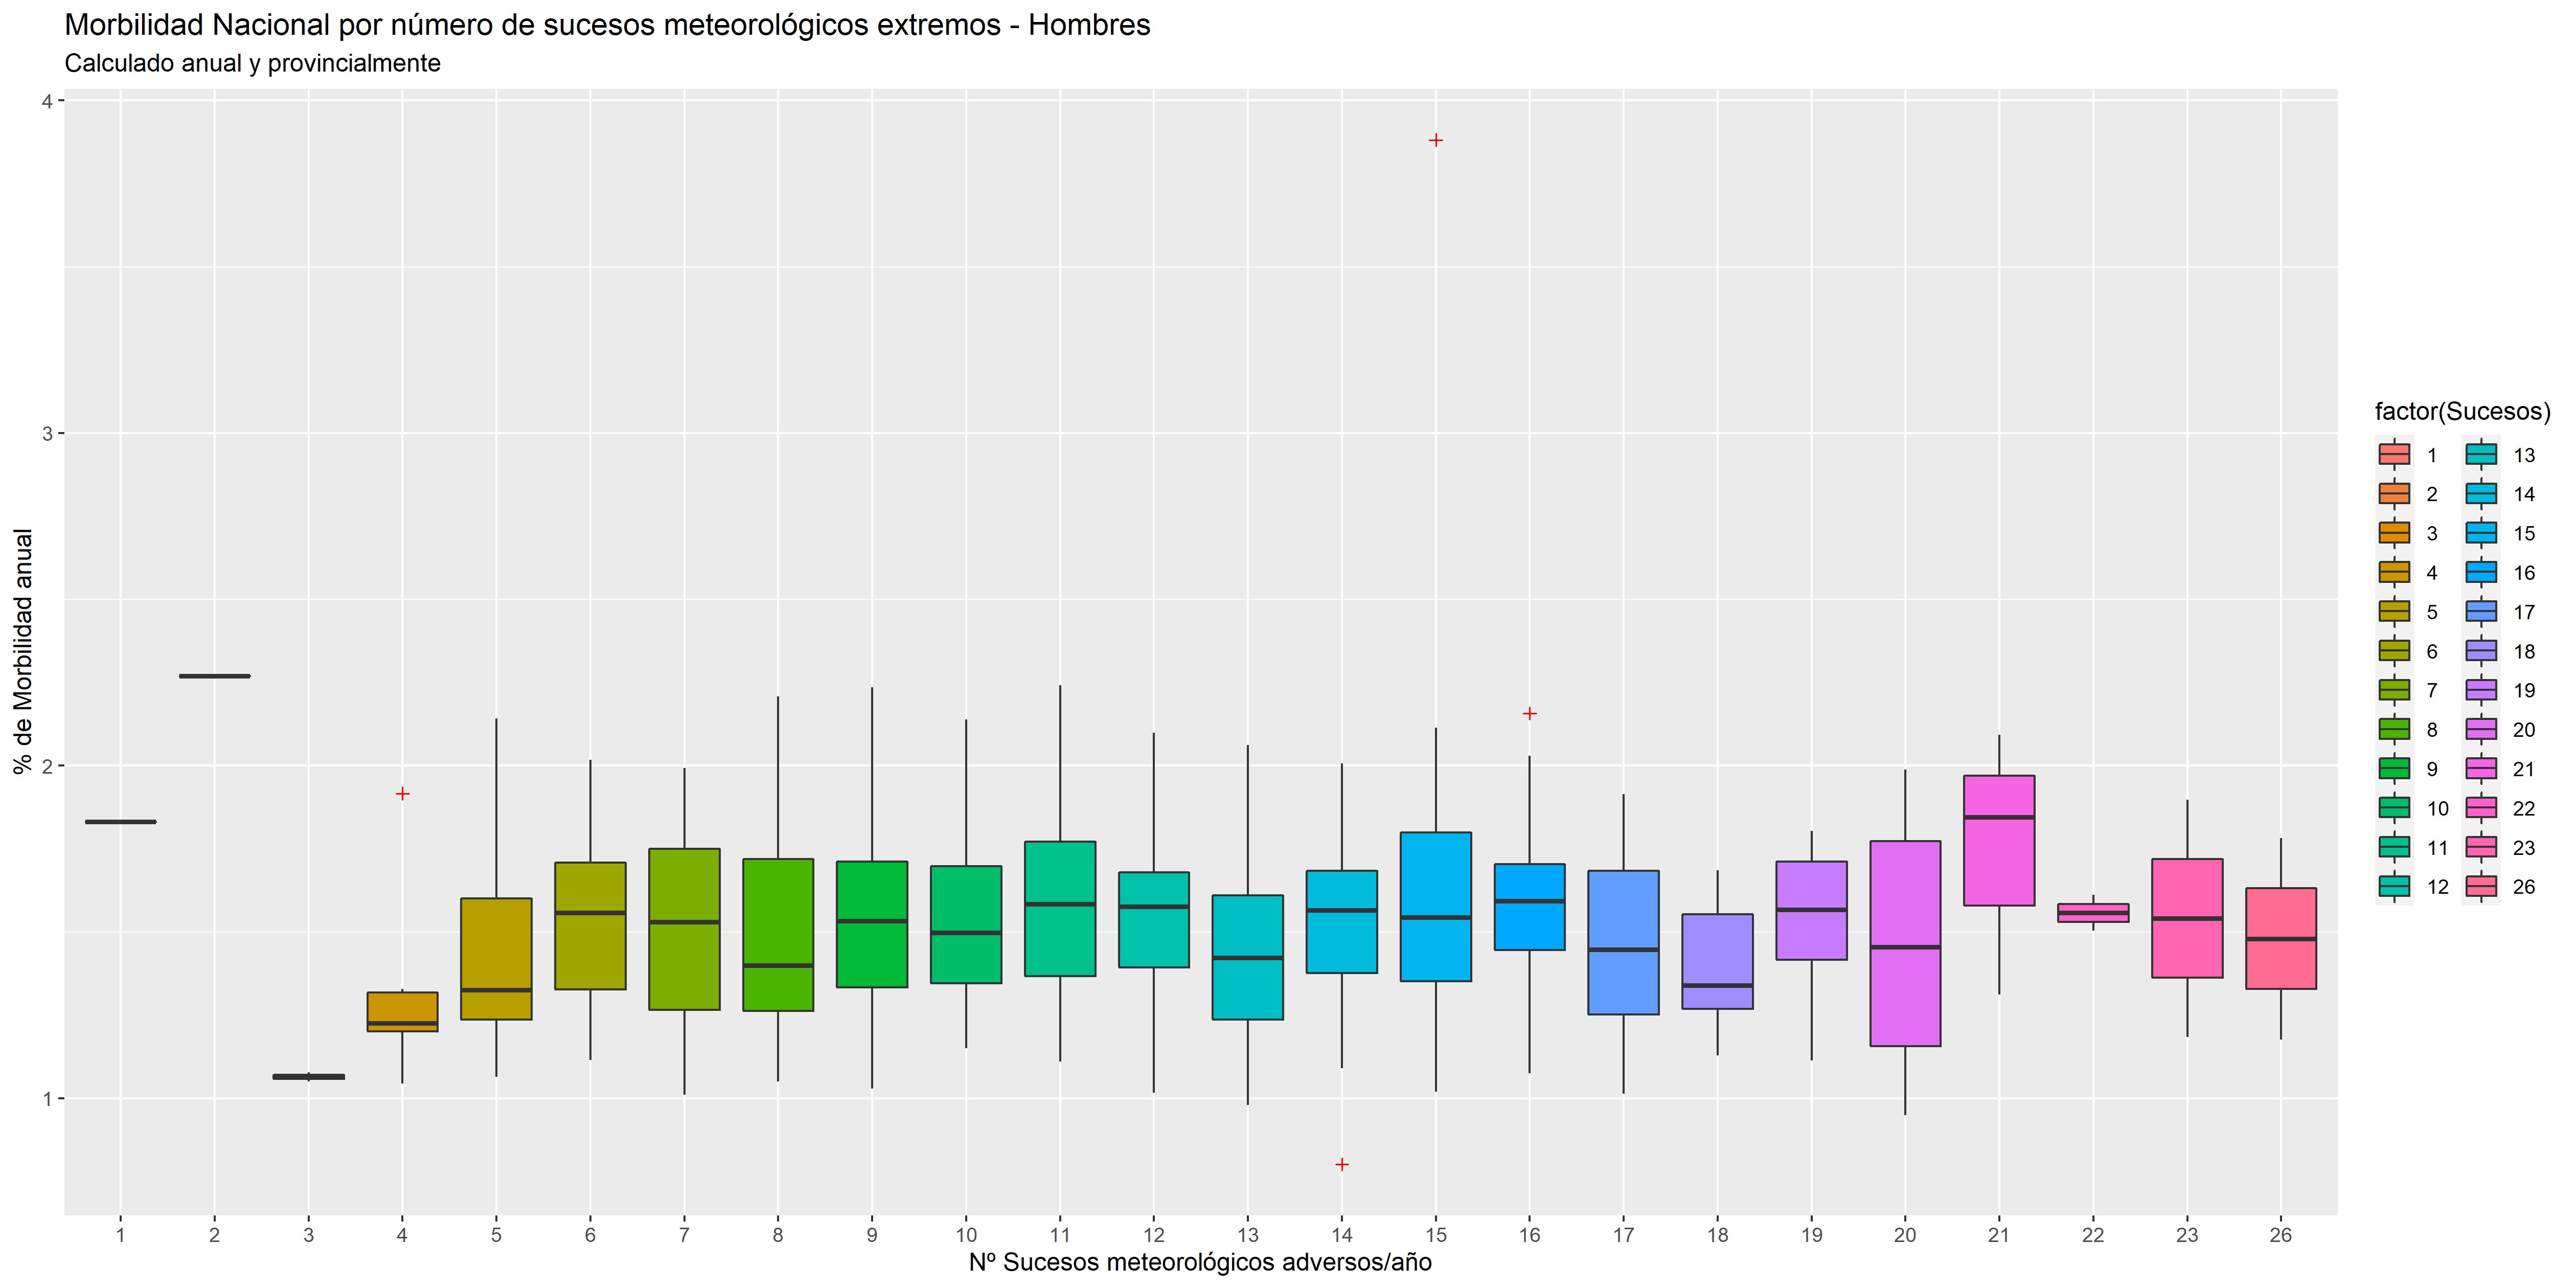 Morbilidad Nacional por número de sucesos meteorológicos extremos - Hombres
Calculado anual y provincialmente
% de Morbilidad anual
4
3
2
1
1 2 3 4 5 6 7 8 9 10 11 12 13 14 15 16 17 18 19 20 21 22 23 26
Nº Sucesos meteorológicos adversos/año
factor(Sucesos)
1 13
2 14
3 15
4 16
5 17
6 18
7 19
8 20
9 21
10 22
11 23
12 26